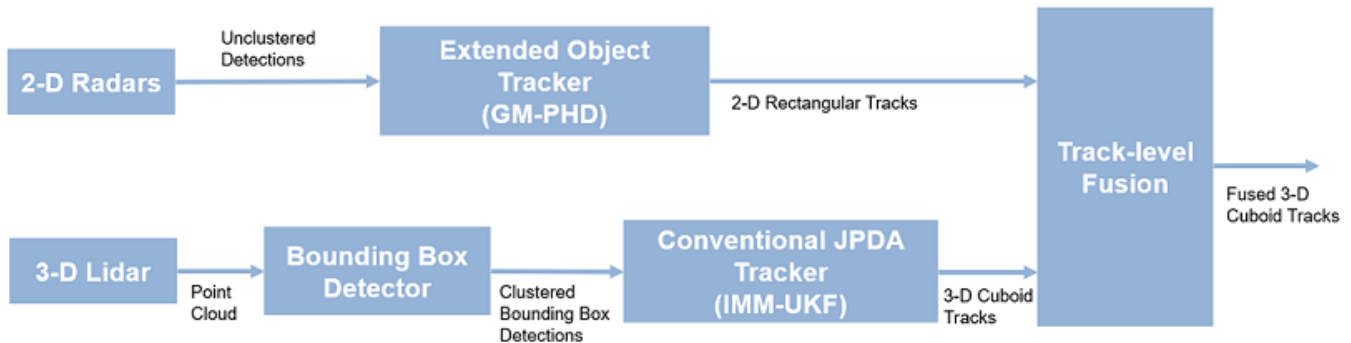 Unclustered
Detections
2-D Radars
Extended Object
Tracker
(GM-PHD)
2-D Rectangular Tracks
Track-level
Fusion
Fused 3-D
Cuboid Tracks
3-D Lidar
Point
Cloud
Bounding Box
Detector
Clustered
Bounding Box
Detections
Conventional JPDA
Tracker
(IMM-UKF)
3-D Cuboid
Tracks